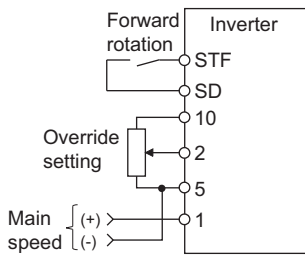 Forward
rotation
Inverter
STF
SD
10
Override
setting
2
5
Main
speed
(+)
(-)
1